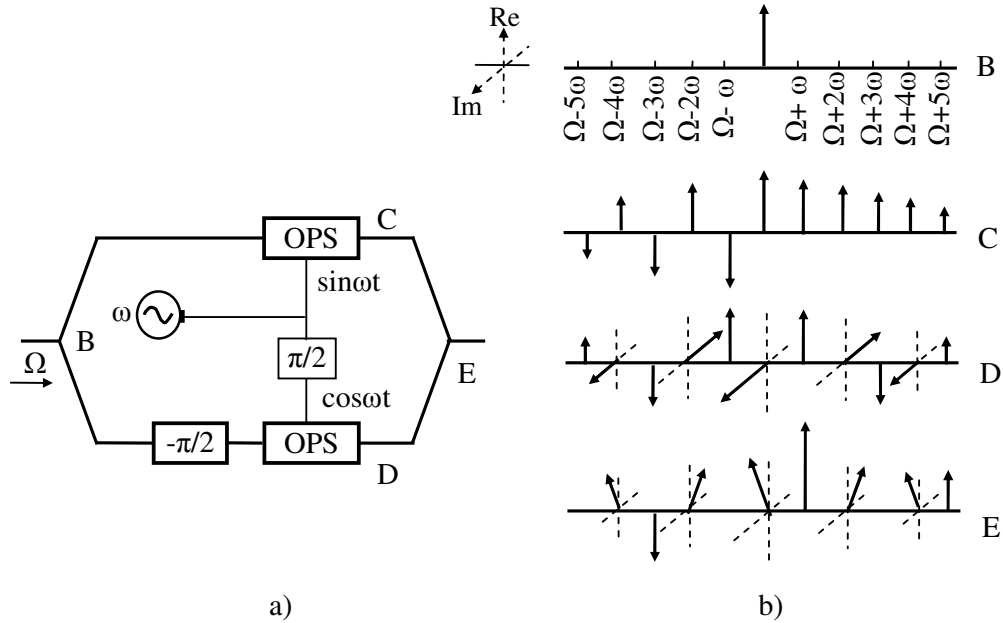 OPS
C
sinωt
ω
B
π/2
Ω
E
cosωt
-π/2
OPS
D
a)
Re
Im
B
Ω-5ω
Ω-4ω
Ω-3ω
Ω-2ω
Ω- ω
Ω+ ω
Ω+2ω
Ω+3ω
Ω+4ω
Ω+5ω
C
D
E
b)